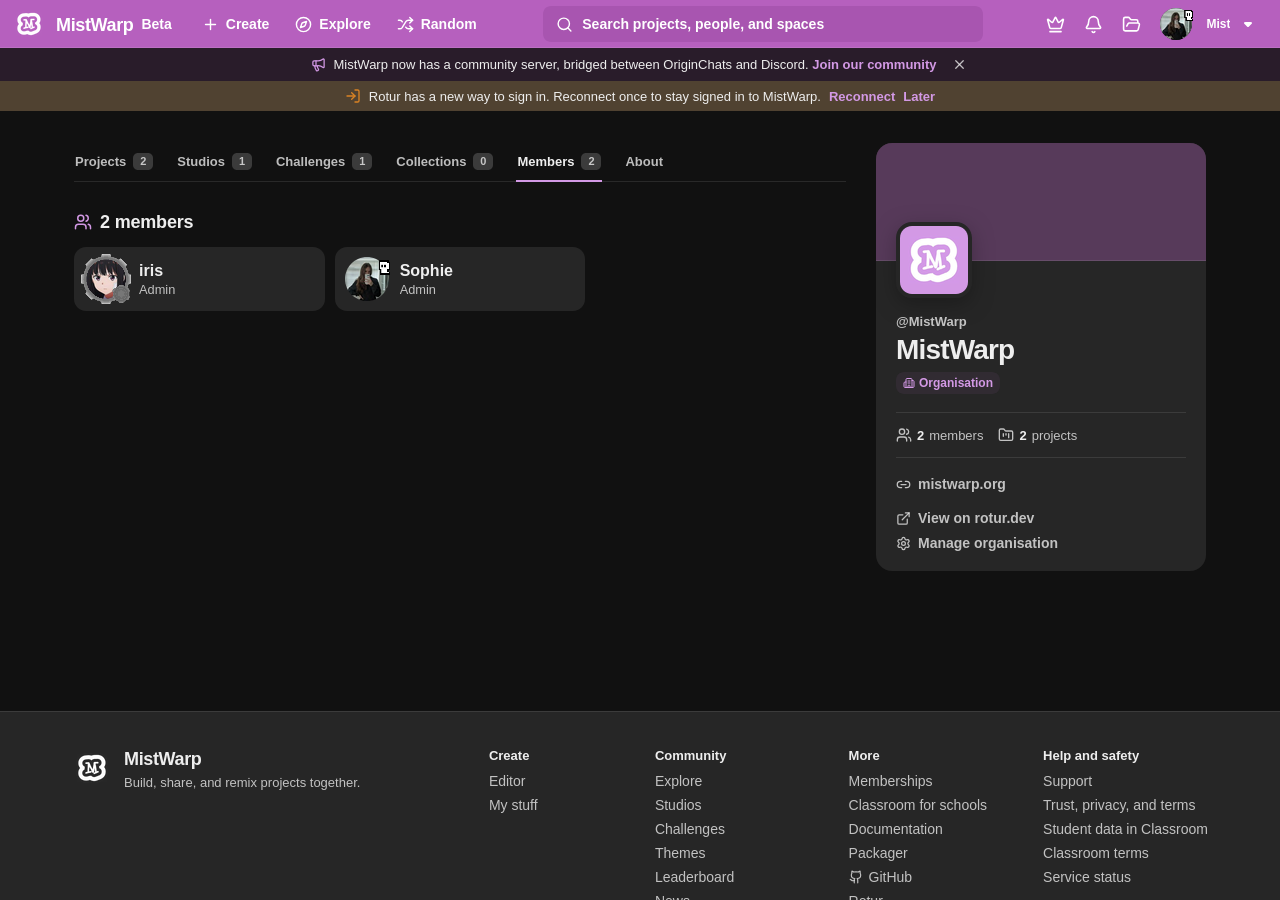 MistWarp Beta Create Explore Random Search projects, people, and spaces Mist
MistWarp now has a community server, bridged between OriginChats and Discord. Join our community
Rotur has a new way to sign in. Reconnect once to stay signed in to MistWarp. Reconnect Later
Projects 2 Studios 1 Challenges 1 Collections 0 Members 2 About
2 members
iris
Admin
Sophie
Admin
@MistWarp
MistWarp
Organisation
2 members 2 projects
mistwarp.org
View on rotur.dev
Manage organisation
MistWarp
Build, share, and remix projects together.
Create
Editor
My stuff
Community
Explore
Studios
Challenges
Themes
Leaderboard
News
More
Memberships
Classroom for schools
Documentation
Packager
GitHub
Rotur
Help and safety
Support
Trust, privacy, and terms
Student data in Classroom
Classroom terms
Service status